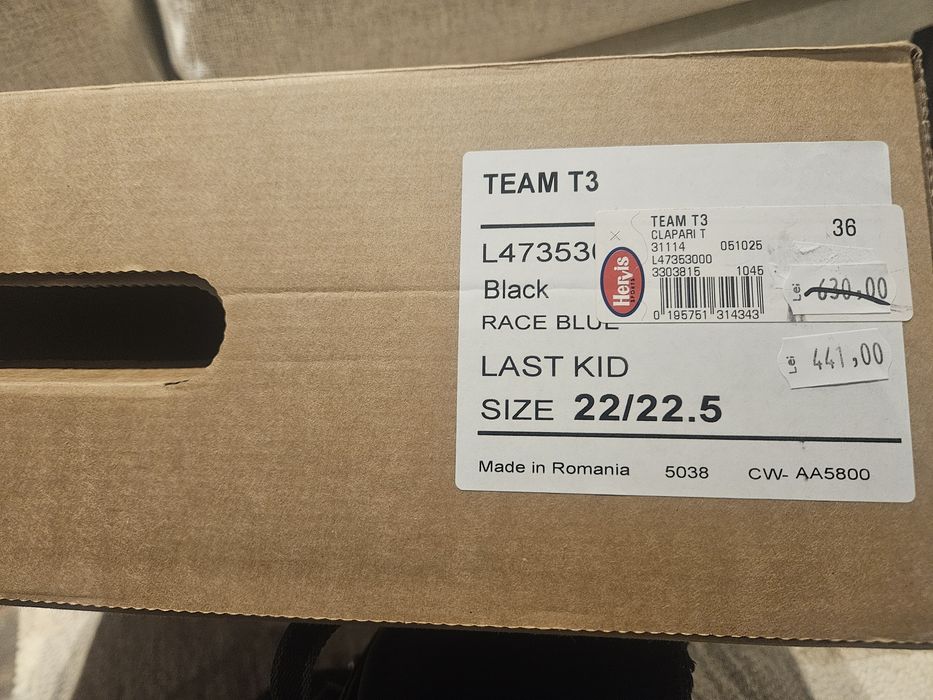 TEAM T3
L473530
Black
RACE BLUE
LAST KID
SIZE 22/22.5
Made in Romania 5038 CW- AA5800
Hervis
SPORTS
TEAM T3
CLAPARI T
31114 051025
L47353000
3303815 1045
0 195751 314343
36
Lei 630.00
Lei 441,00